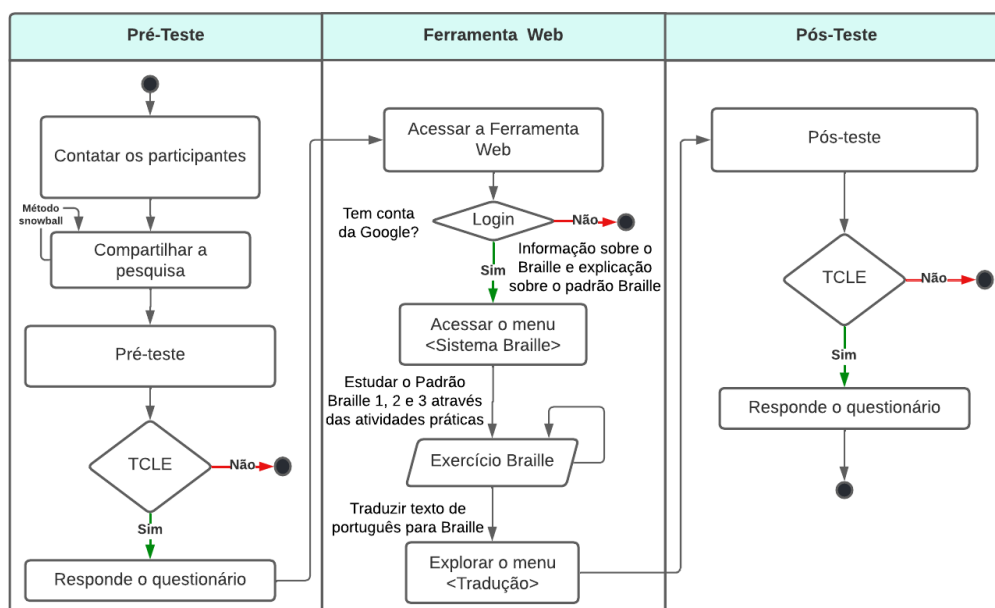 Pré-Teste
Contatar os participantes
Método
snowball
Compartilhar a
pesquisa
Pré-teste
TCLE
Não
Sim
Responde o questionário
Ferramenta Web
Acessar a Ferramenta
Web
Tem conta
da Google?
Login
Não
Sim
Informação sobre o
Braille e explicação
sobre o padrão Braille
Acessar o menu
<Sistema Braille>
Estudar o Padrão
Braille 1, 2 e 3 através
das atividades práticas
Exercício Braille
Traduzir texto de
português para Braille
Explorar o menu
<Tradução>
Pós-Teste
Pós-teste
TCLE
Não
Sim
Responde o questionário